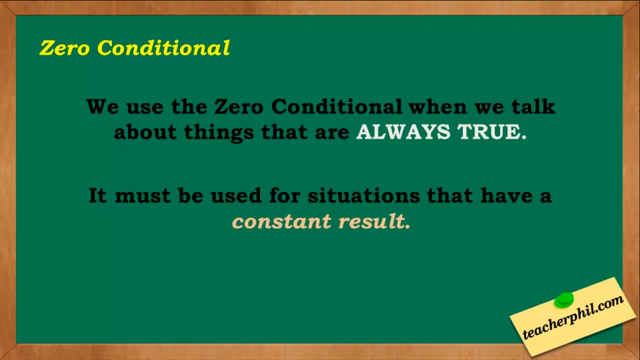 Zero Conditional
We use the Zero Conditional when we talk
about things that are ALWAYS TRUE.
It must be used for situations that have a
constant result.
teacherphil.com